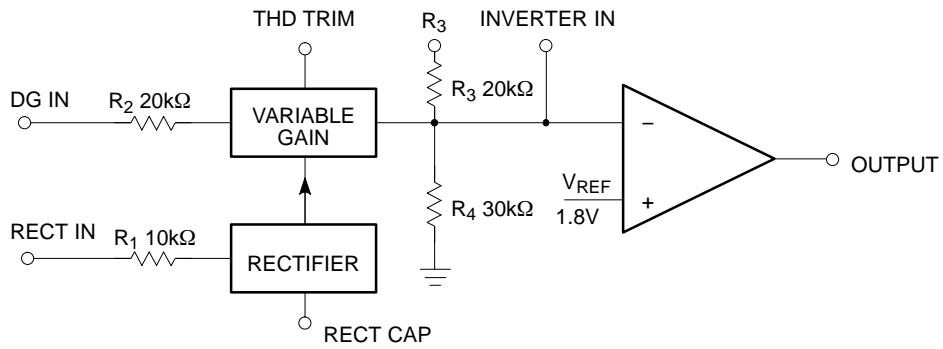 THD TRIM
R3
INVERTER IN
DG IN
R2 20kΩ
VARIABLE
GAIN
R3 20kΩ
−
OUTPUT
VREF
1.8V
+
R4 30kΩ
RECT IN
R1 10kΩ
RECTIFIER
RECT CAP